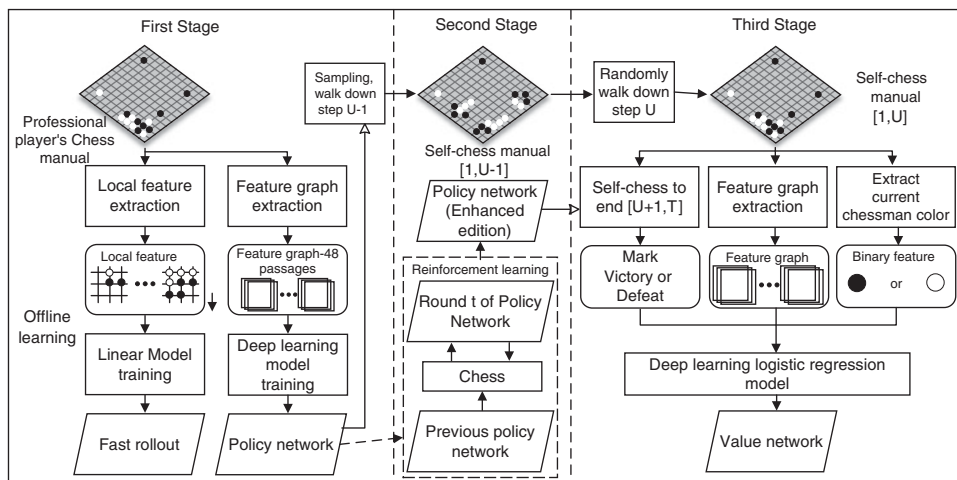 First Stage
Second Stage
Third Stage
Professional
player's Chess
manual
Sampling,
walk down
step U-1
Local feature
extraction
Feature graph
extraction
Local feature
Feature graph-48
passages
Offline
learning
Linear Model
training
Deep learning
model
training
Fast rollout
Policy network
Self-chess manual
[1,U-1]
Policy network
(Enhanced
edition)
Reinforcement learning
Round t of Policy
Network
Chess
Previous policy
network
Randomly
walk down
step U
Self-chess
manual
[1,U]
Self-chess to
end [U+1,T]
Feature graph
extraction
Extract
current
chessman color
Mark
Victory or
Defeat
Feature graph
Binary feature
or
Deep learning logistic regression
model
Value network